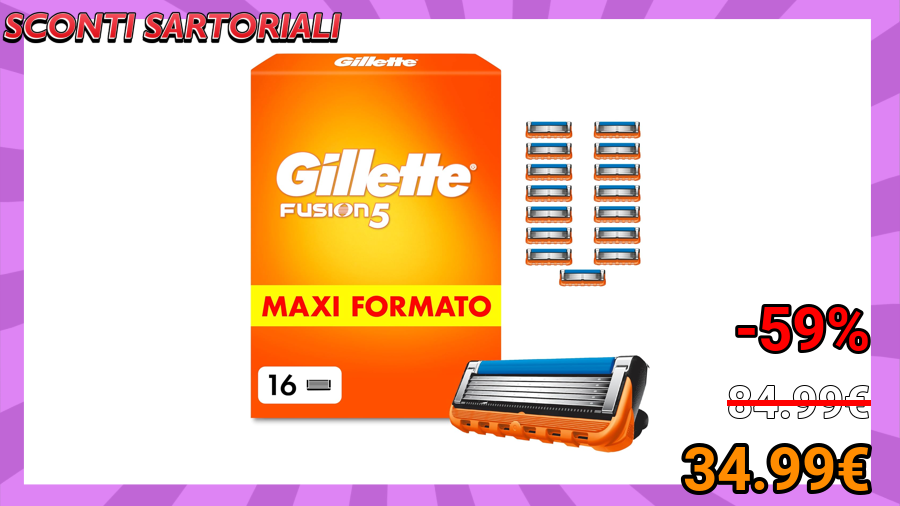 SCONTI SARTORIALI
Gillette
Gillette®
FUSION5
MAXI FORMATO
16
-59%
84.99€
34.99€